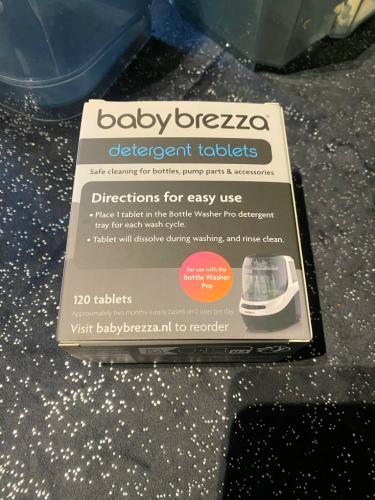 babybrezza
detergent tablets
Safe cleaning for bottles, pump parts & accessories
Directions for easy use
• Place 1 tablet in the Bottle Washer Pro detergent
tray for each wash cycle.
• Tablet will dissolve during washing, and rinse clean.
For use with the
Bottle Washer
Pro
120 tablets
Approximately two months supply based on 2 uses per day
Visit babybrezza.nl to reorder